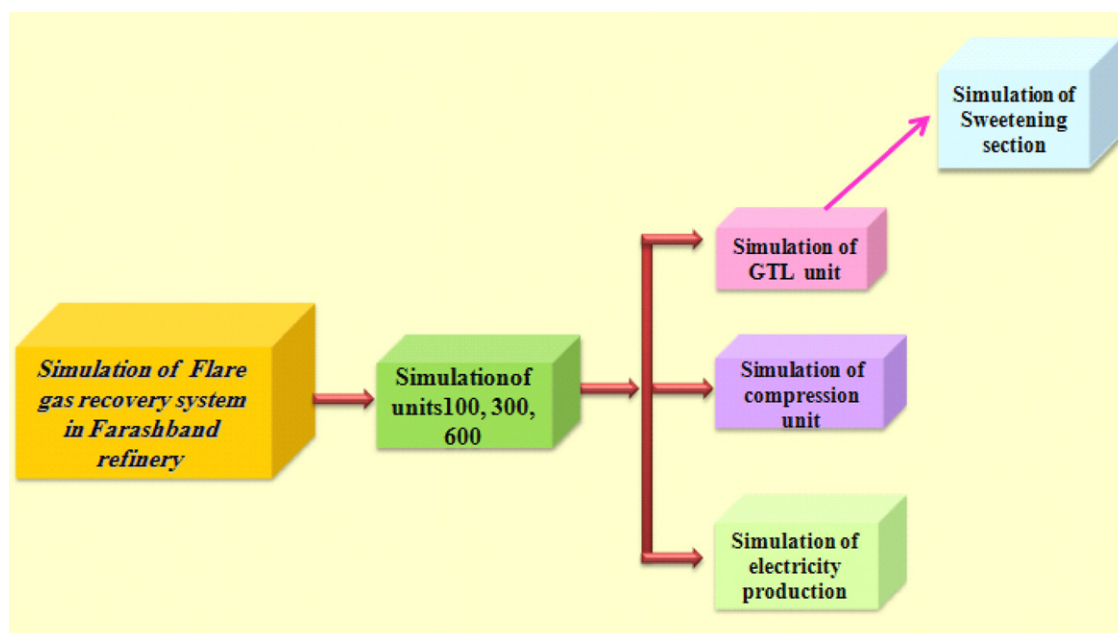 Simulation of Flare
gas recovery system
in Farashband
refinery
Simulationof
units100, 300,
600
Simulation of
GTL unit
Simulation of
Sweetening
section
Simulation of
compression
unit
Simulation of
electricity
production